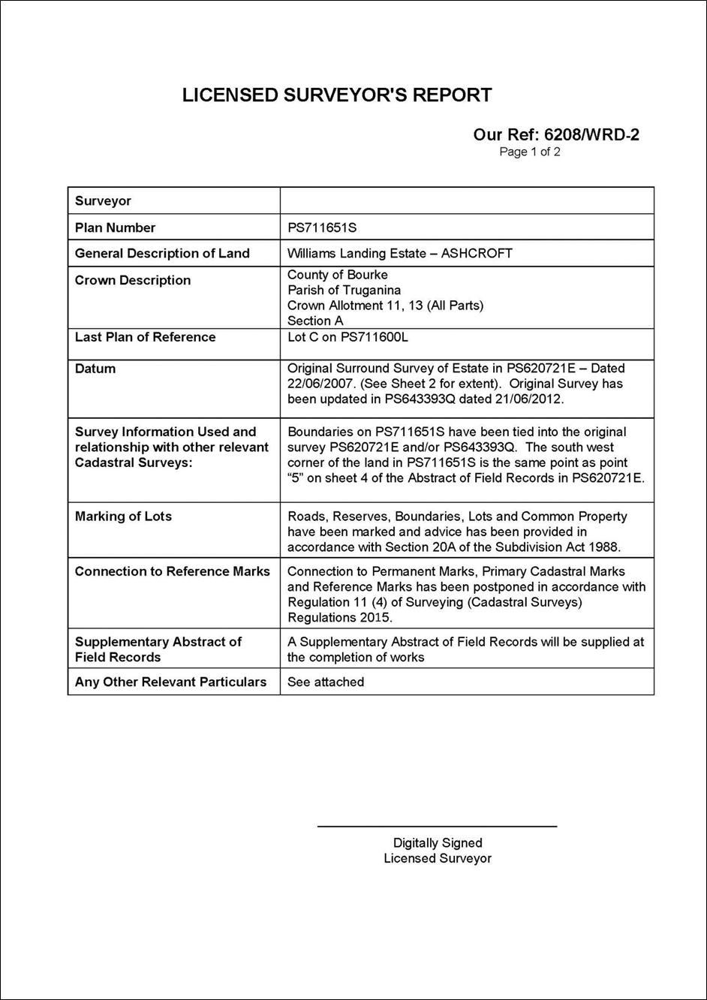 LICENSED SURVEYOR'S REPORT
Our Ref: 6208/WRD-2
Page 1 of 2
Surveyor
Plan Number
PS711651S
General Description of Land
Williams Landing Estate – ASHCROFT
Crown Description
County of Bourke
Parish of Truganina
Crown Allotment 11, 13 (All Parts)
Section A
Last Plan of Reference
Lot C on PS711600L
Datum
Original Surround Survey of Estate in PS620721E – Dated
22/06/2007. (See Sheet 2 for extent).  Original Survey has
been updated in PS643393Q dated 21/06/2012.
Survey Information Used and
relationship with other relevant
Cadastral Surveys:
Boundaries on PS711651S have been tied into the original
survey PS620721E and/or PS643393Q.  The south west
corner of the land in PS711651S is the same point as point
“5” on sheet 4 of the Abstract of Field Records in PS620721E.
Marking of Lots
Roads, Reserves, Boundaries, Lots and Common Property
have been marked and advice has been provided in
accordance with Section 20A of the Subdivision Act 1988.
Connection to Reference Marks
Connection to Permanent Marks, Primary Cadastral Marks
and Reference Marks has been postponed in accordance with
Regulation 11 (4) of Surveying (Cadastral Surveys)
Regulations 2015.
Supplementary Abstract of
Field Records
A Supplementary Abstract of Field Records will be supplied at
the completion of works
Any Other Relevant Particulars
See attached
Digitally Signed
Licensed Surveyor